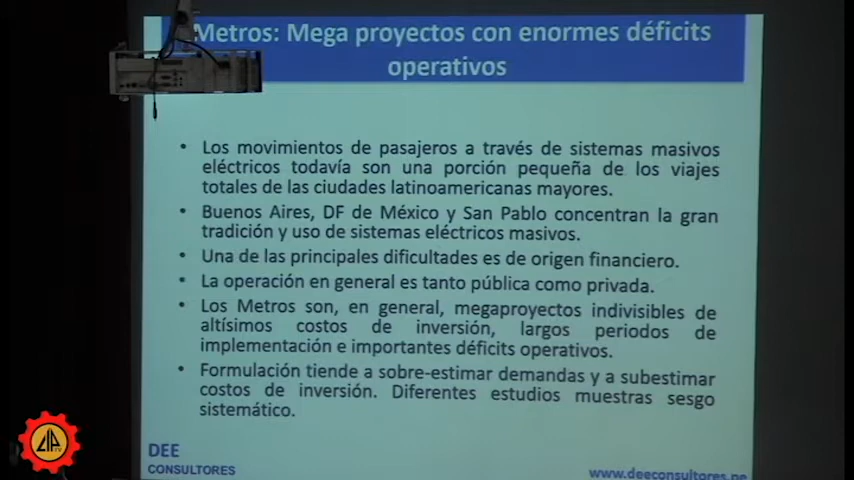 Metros: Mega proyectos con enormes déficits
operativos
• Los movimientos de pasajeros a través de sistemas masivos
eléctricos todavía son una porción pequeña de los viajes
totales de las ciudades latinoamericanas mayores.
• Buenos Aires, DF de México y San Pablo concentran la gran
tradición y uso de sistemas eléctricos masivos.
• Una de las principales dificultades es de origen financiero.
• La operación en general es tanto pública como privada.
• Los Metros son, en general, megaproyectos indivisibles de
altísimos costos de inversión, largos periodos de
implementación e importantes déficits operativos.
• Formulación tiende a sobre-estimar demandas y a subestimar
costos de inversión. Diferentes estudios muestras sesgo
sistemático.
DEE
CONSULTORES
www.deeconsultores.pe